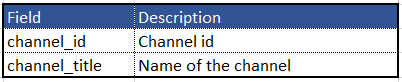 Field Description
channel_id Channel id
channel_title Name of the channel